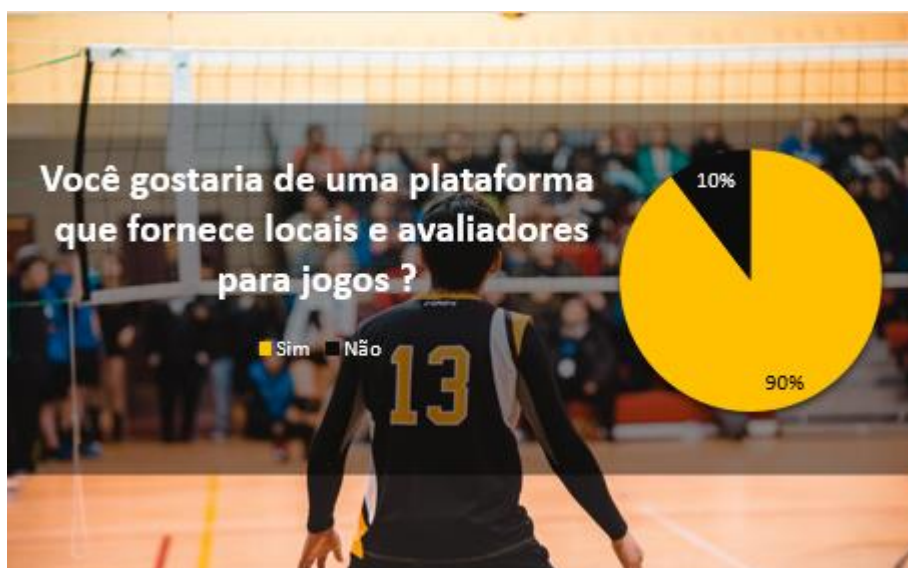 Você gostaria de uma plataforma
que fornece locais e avaliadores
para jogos ?
Sim Não
10%
90%
13